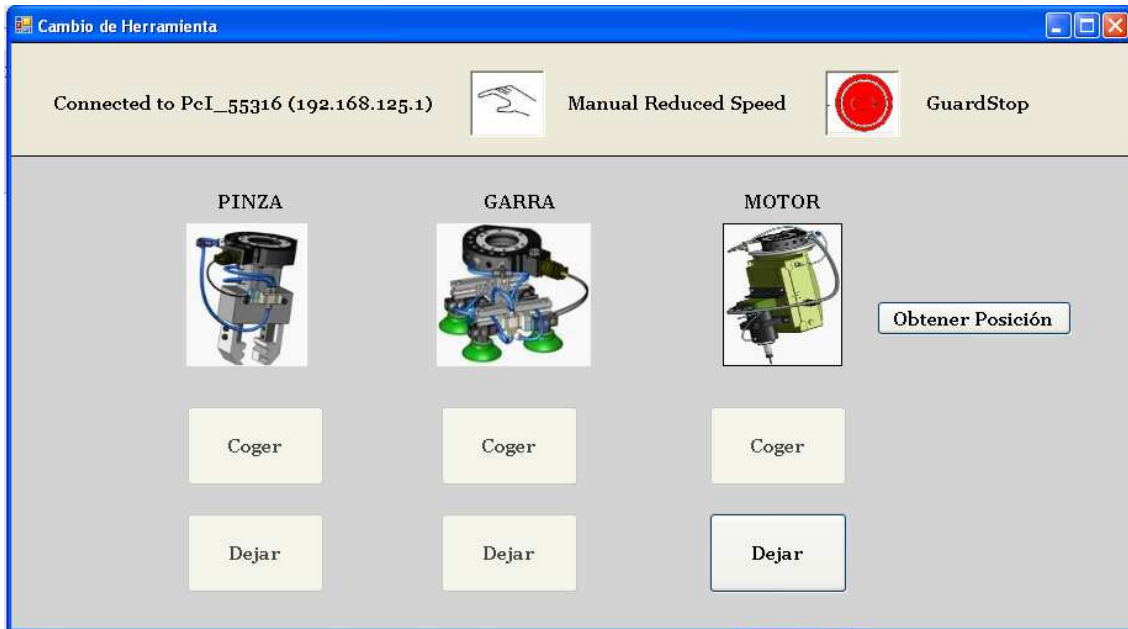 Cambio de Herramienta
Connected to PcI_55316 (192.168.125.1)
Manual Reduced Speed
GuardStop
PINZA
GARRA
MOTOR
Obtener Posición
Coger
Coger
Coger
Dejar
Dejar
Dejar